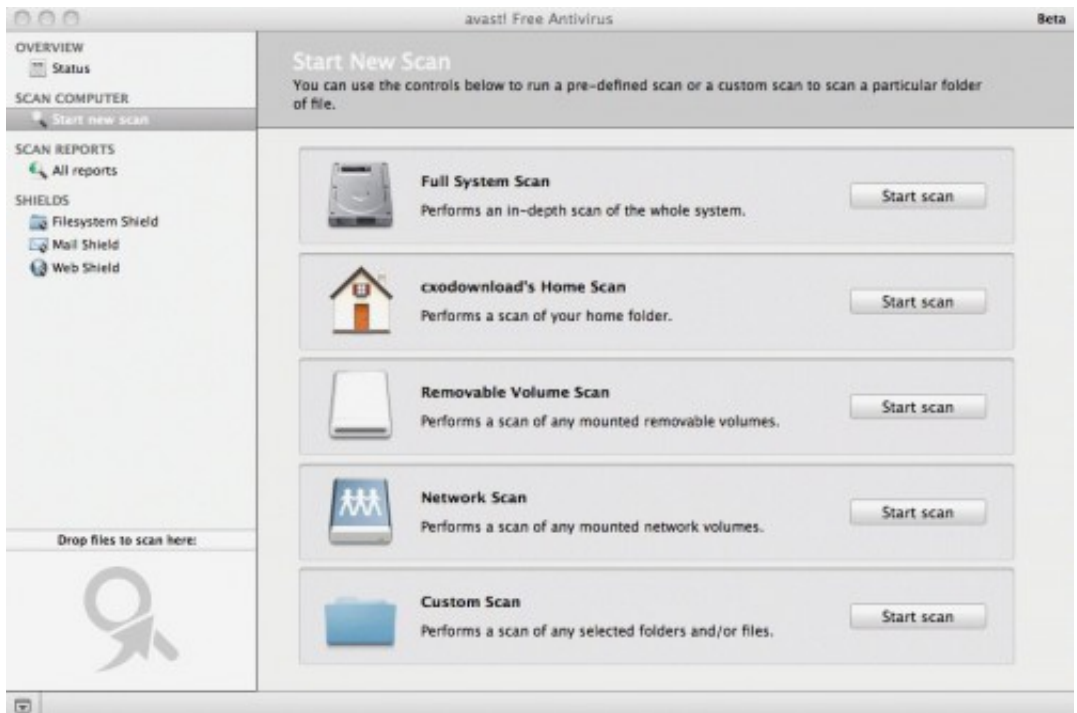 avast! Free Antivirus
Beta
OVERVIEW
Status
SCAN COMPUTER
Start new scan
SCAN REPORTS
All reports
SHIELDS
Filesystem Shield
Mail Shield
Web Shield
Drop files to scan here:
Start New Scan
You can use the controls below to run a pre-defined scan or a custom scan to scan a particular folder
of file.
Full System Scan
Performs an in-depth scan of the whole system.
Start scan
cxodownload's Home Scan
Performs a scan of your home folder.
Start scan
Removable Volume Scan
Performs a scan of any mounted removable volumes.
Start scan
Network Scan
Performs a scan of any mounted network volumes.
Start scan
Custom Scan
Performs a scan of any selected folders and/or files.
Start scan